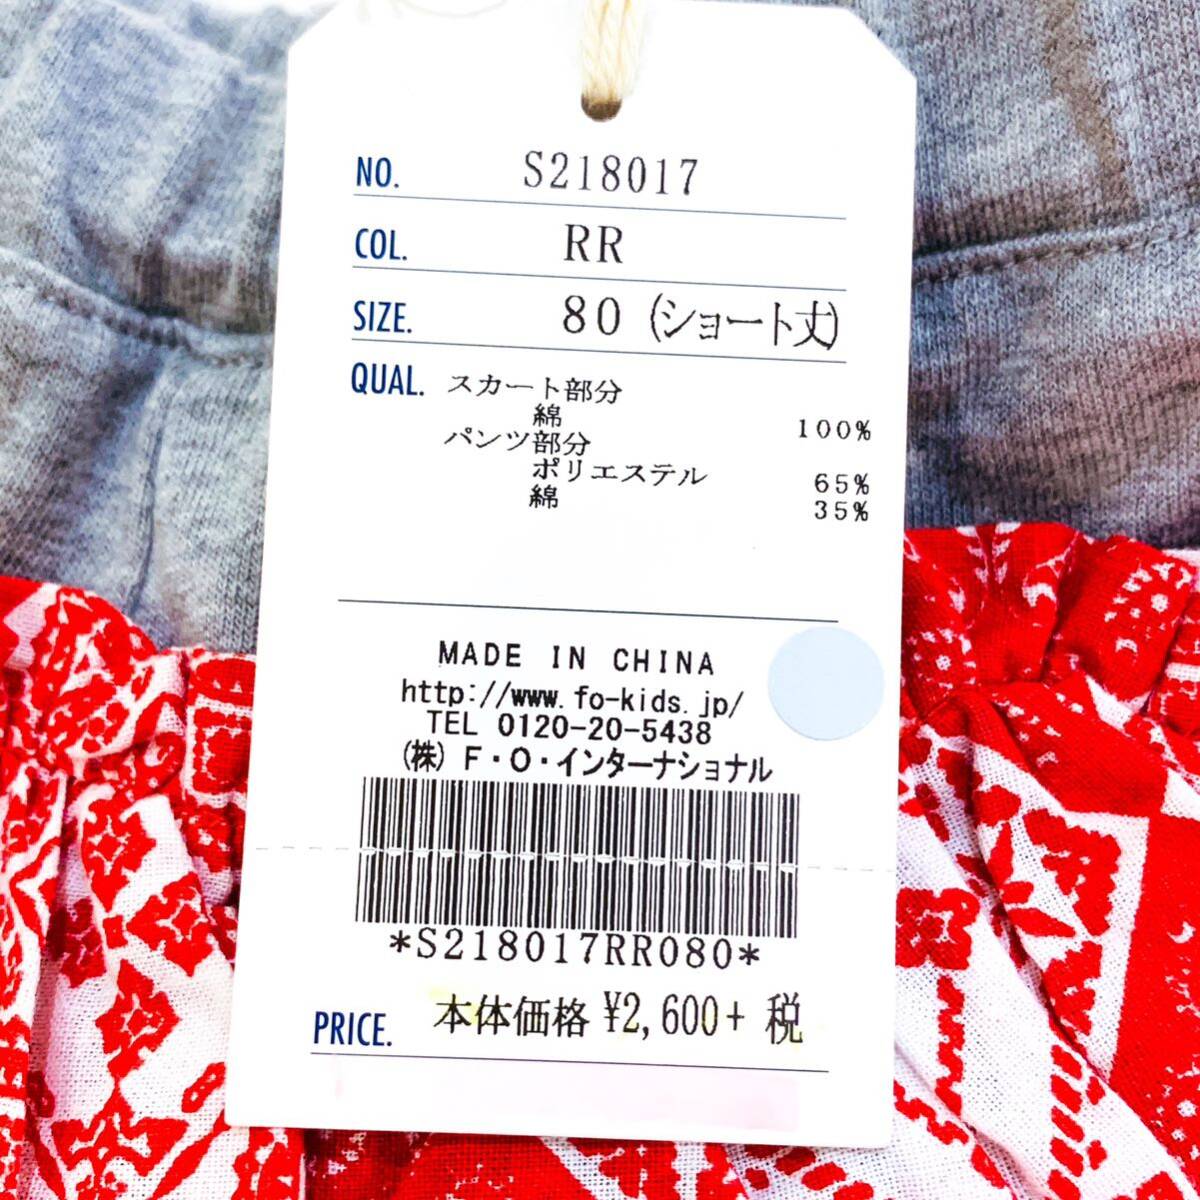 NO. S218017
COL. RR
SIZE. 80 (ショート丈)
QUAL. スカート部分
綿 100%
パンツ部分
ポリエステル 65%
綿 35%
MADE IN CHINA
http://www.fo-kids.jp/
TEL 0120-20-5438
(株) F・O・インターナショナル
*S218017RR080*
PRICE. 本体価格 ¥2,600+ 税